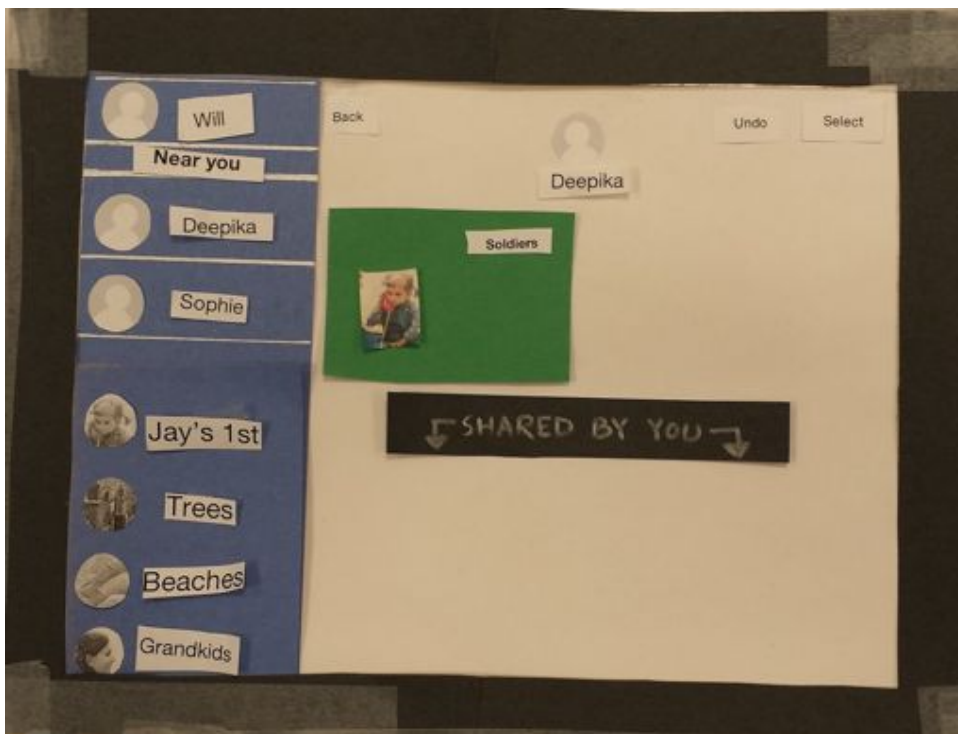 Will
Near you
Deepika
Sophie
Jay's 1st
Trees
Beaches
Grandkids
Back
Undo
Select
Deepika
Soldiers
SHARED BY YOU